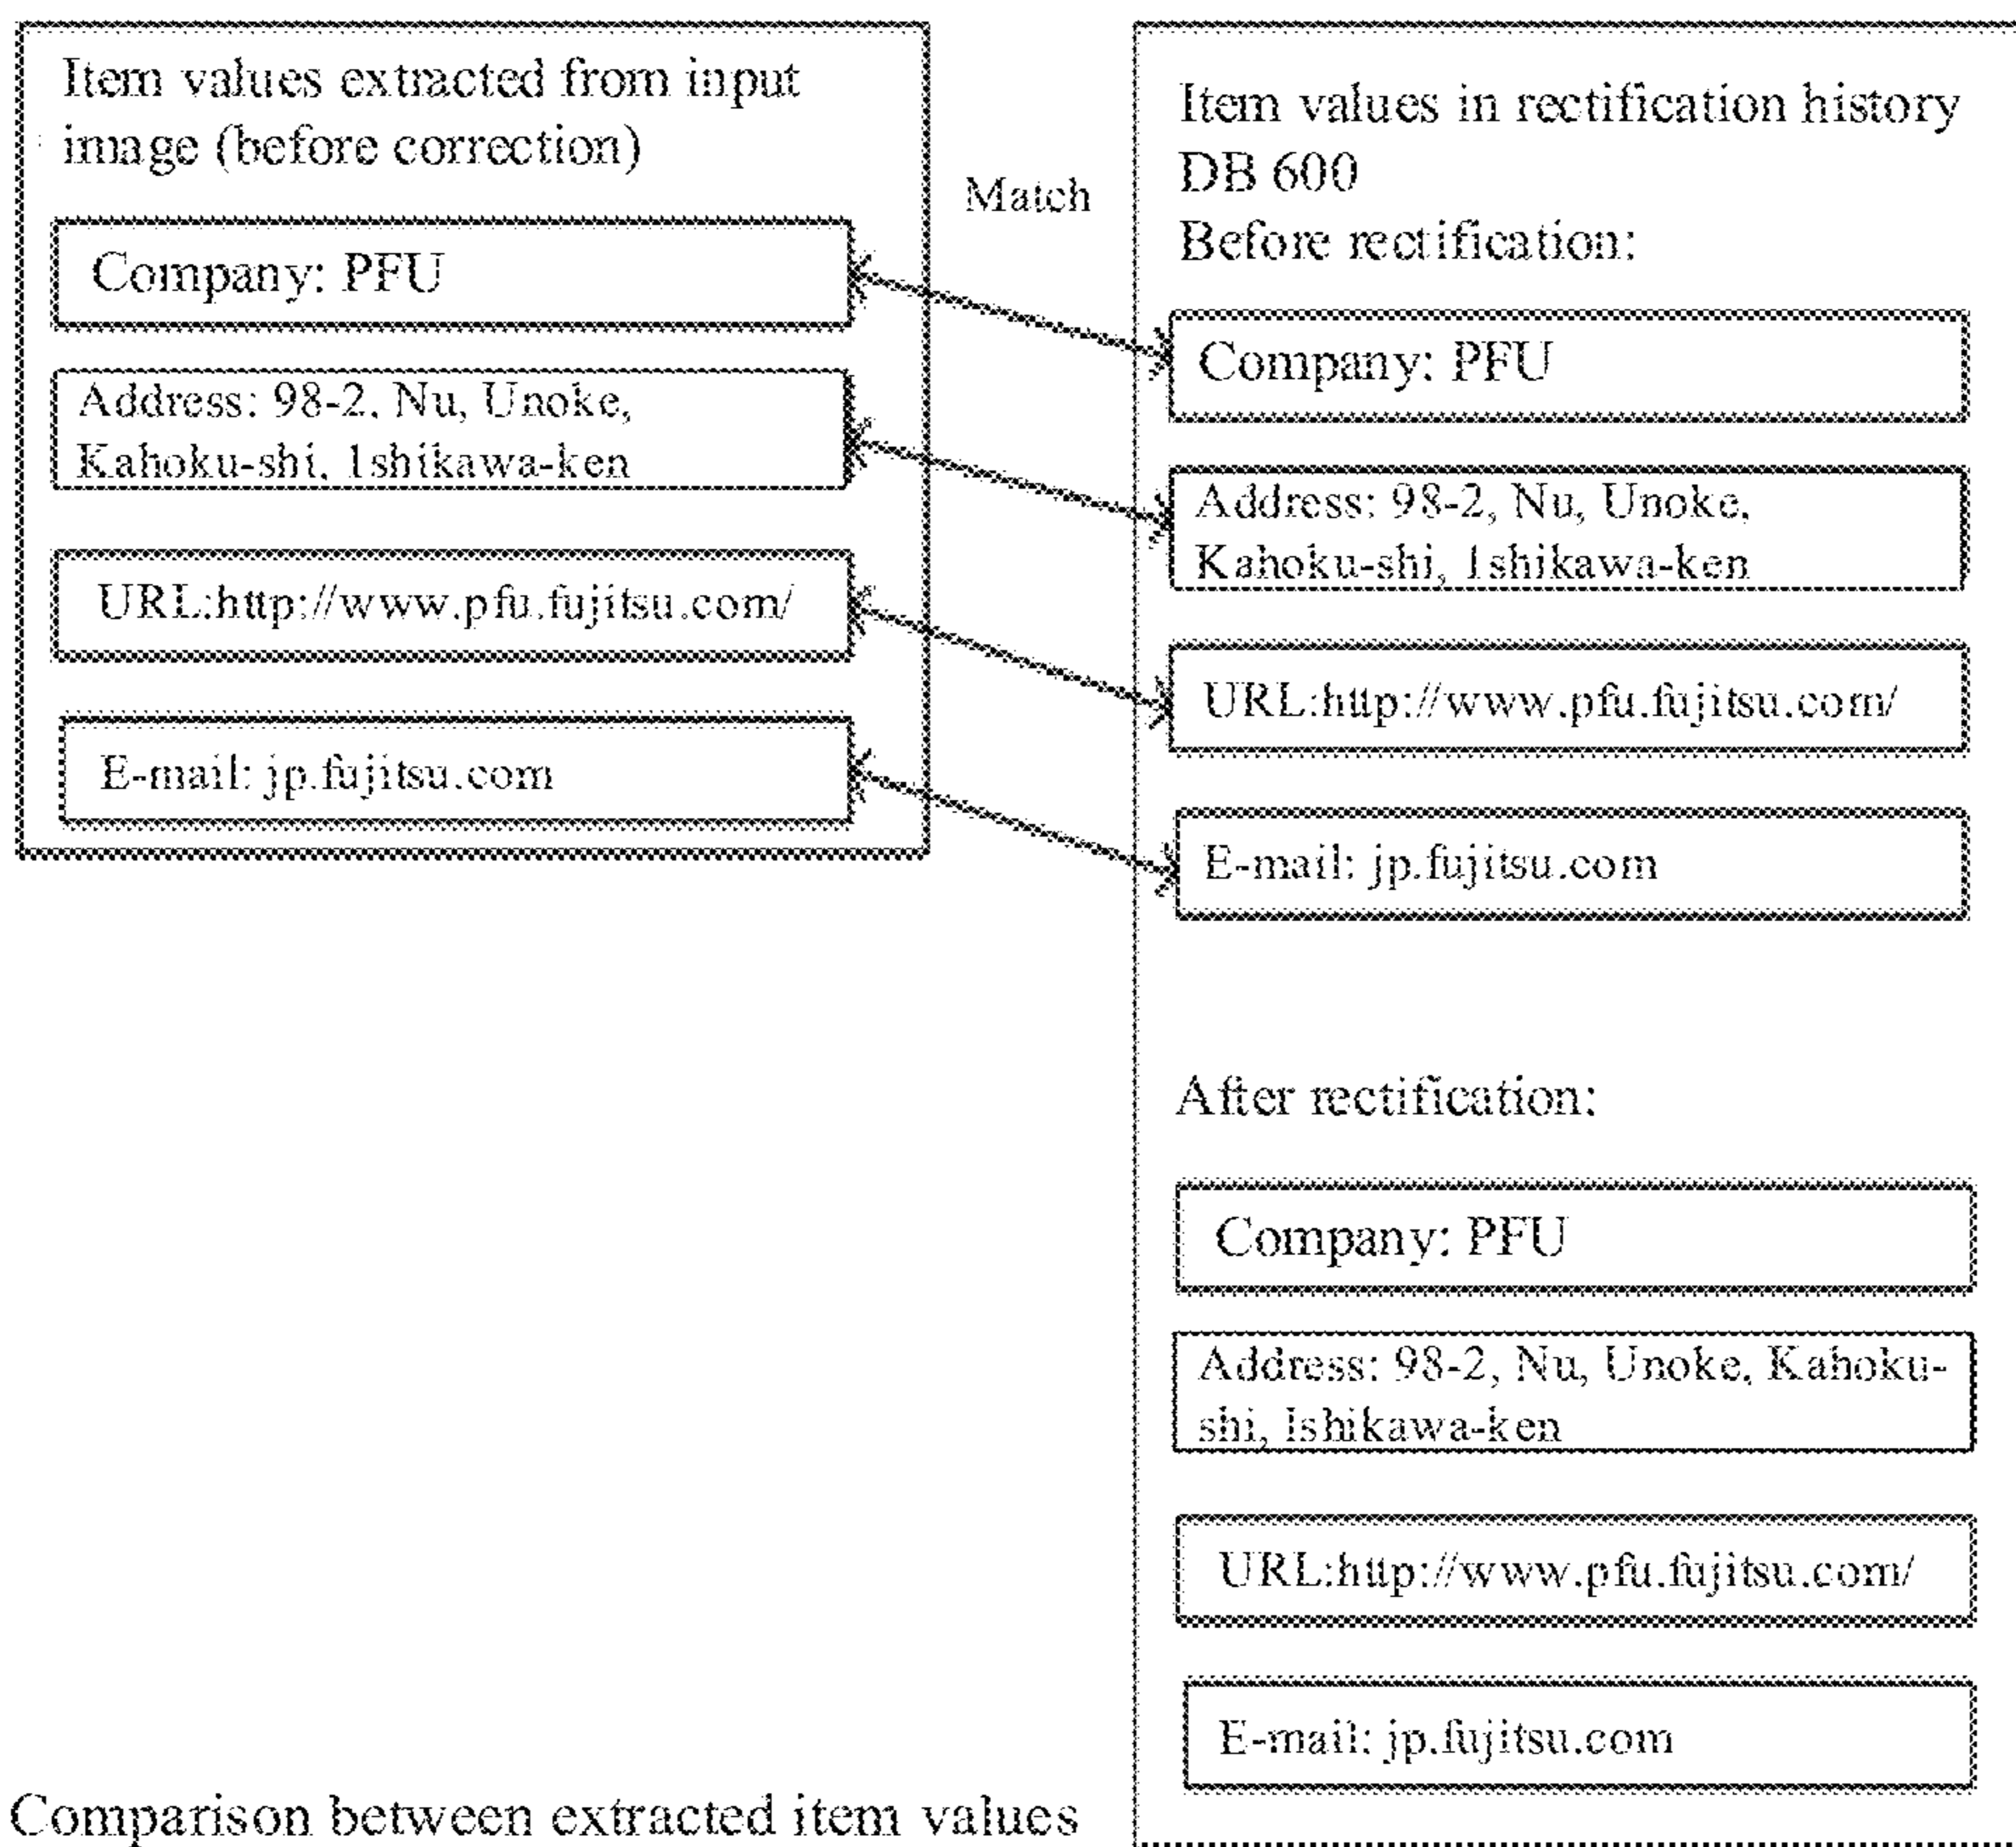 Item values extracted from input
image (before correction)
Company: PFU
Address: 98-2, Nu, Unoke,
Kahoku-shi, 1shikawa-ken
URL:http://www.pfu.fujitsu.com/
E-mail: jp.fujitsu.com
Match
Item values in rectification history
DB 600
Before rectification:
Company: PFU
Address: 98-2, Nu, Unoke,
Kahoku-shi, 1shikawa-ken
URL:http://www.pfu.fujitsu.com/
E-mail: jp.fujitsu.com
After rectification:
Company: PFU
Address: 98-2, Nu, Unoke, Kahoku-
shi, Ishikawa-ken
URL:http://www.pfu.fujitsu.com/
E-mail: jp.fujitsu.com
Comparison between extracted item values